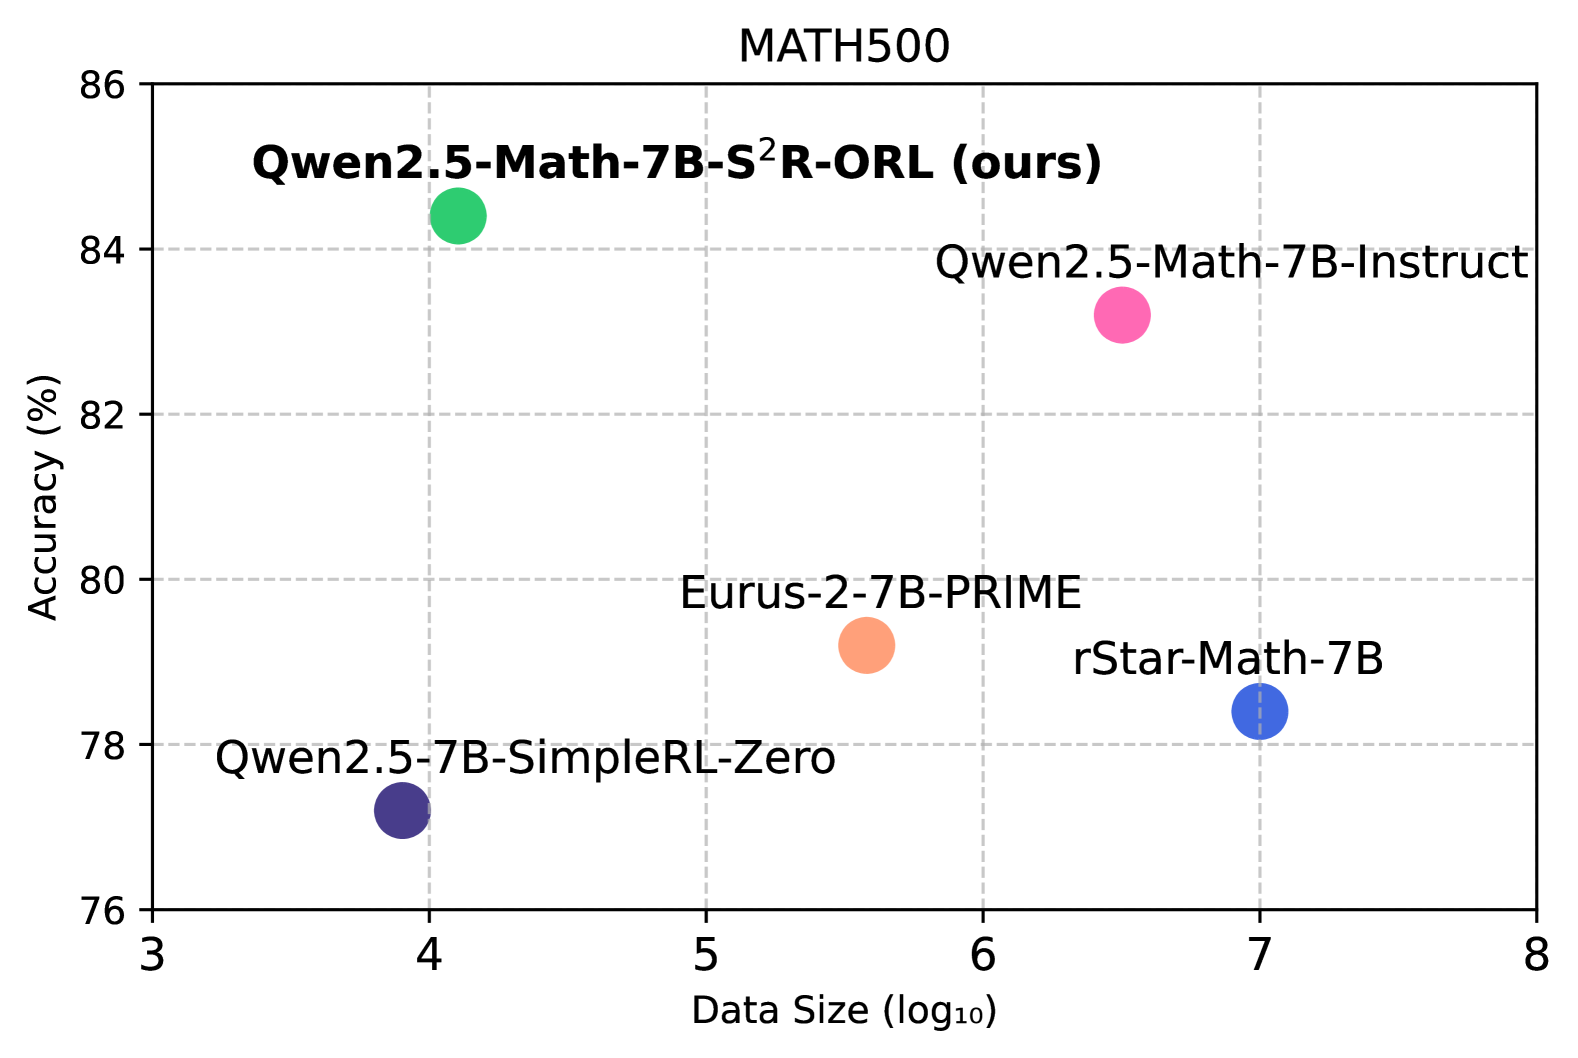 MATH500
86
84
82
80
78
76
Accuracy (%)
Qwen2.5-Math-7B-S²R-ORL (ours)
Qwen2.5-Math-7B-Instruct
Eurus-2-7B-PRIME
rStar-Math-7B
Qwen2.5-7B-SimpleRL-Zero
3 4 5 6 7 8
Data Size (log₁₀)